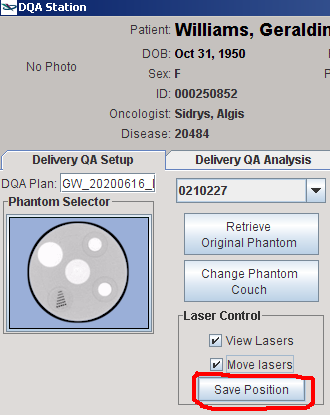 DQA Station
Patient: Williams, Geraldin
DOB: Oct 31, 1950
No Photo
Sex: F
ID: 000250852
Oncologist: Sidrys, Algis
Disease: 20484
Delivery QA Setup
Delivery QA Analysis
DQA Plan: GW_20200616_
0210227
Phantom Selector
Retrieve
Original Phantom
Change Phantom
Couch
Laser Control
View Lasers
Move lasers
Save Position